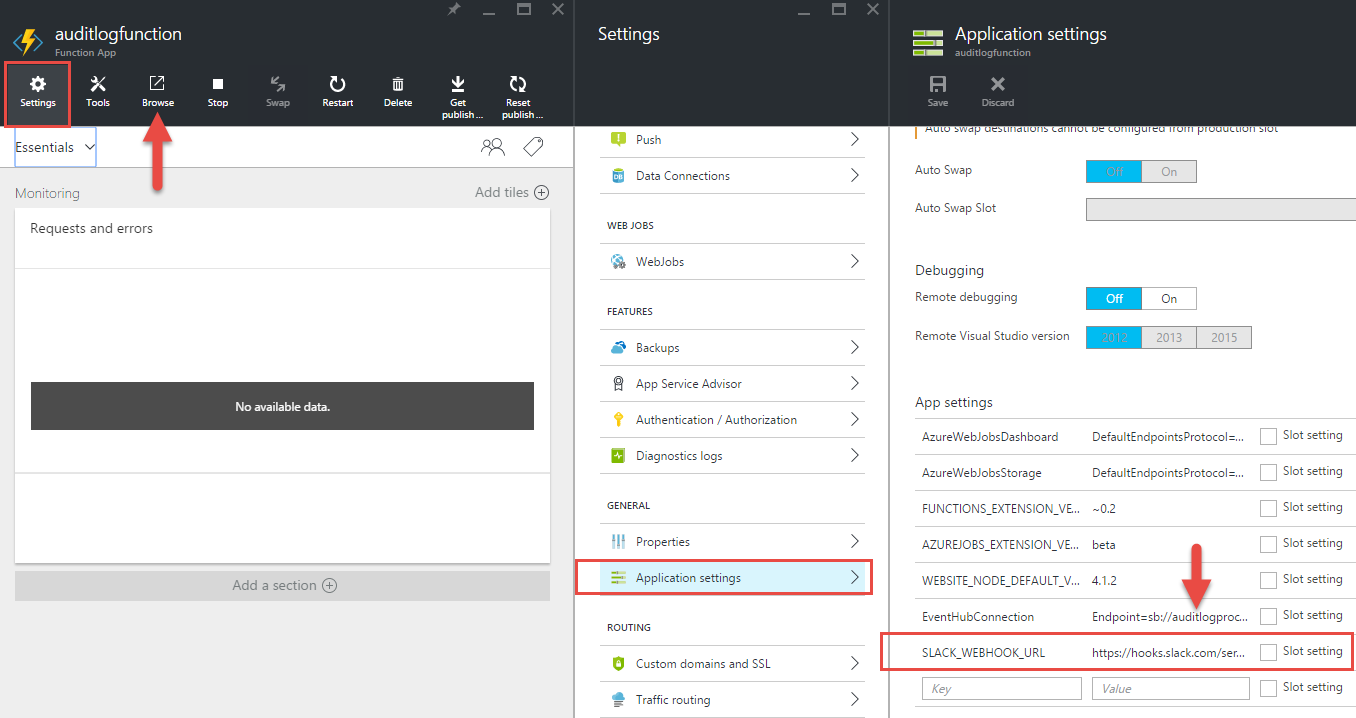 auditlogfunction
Function App
Settings
Tools
Browse
Stop
Swap
Restart
Delete
Get
publish ...
Reset
publish ...
Essentials
Monitoring
Add tiles
Requests and errors
No available data.
Add a section
Settings
Push
Data Connections
WEB JOBS
WebJobs
FEATURES
Backups
App Service Advisor
Authentication / Authorization
Diagnostics logs
GENERAL
Properties
Application settings
ROUTING
Custom domains and SSL
Traffic routing
Application settings
auditlogfunction
Save
Discard
Auto swap destinations cannot be configured from production slot
Auto Swap Off On
Auto Swap Slot
Debugging
Remote debugging Off On
Remote Visual Studio version 2012 2013 2015
App settings
AzureWebJobsDashboard DefaultEndpointsProtocol=... Slot setting
AzureWebJobsStorage DefaultEndpointsProtocol=... Slot setting
FUNCTIONS_EXTENSION_VE... ~0.2 Slot setting
AZUREJOBS_EXTENSION_VE... beta Slot setting
WEBSITE_NODE_DEFAULT_V... 4.1.2 Slot setting
EventHubConnection Endpoint=sb://auditlogproc... Slot setting
SLACK_WEBHOOK_URL https://hooks.slack.com/ser... Slot setting
Key Value Slot setting